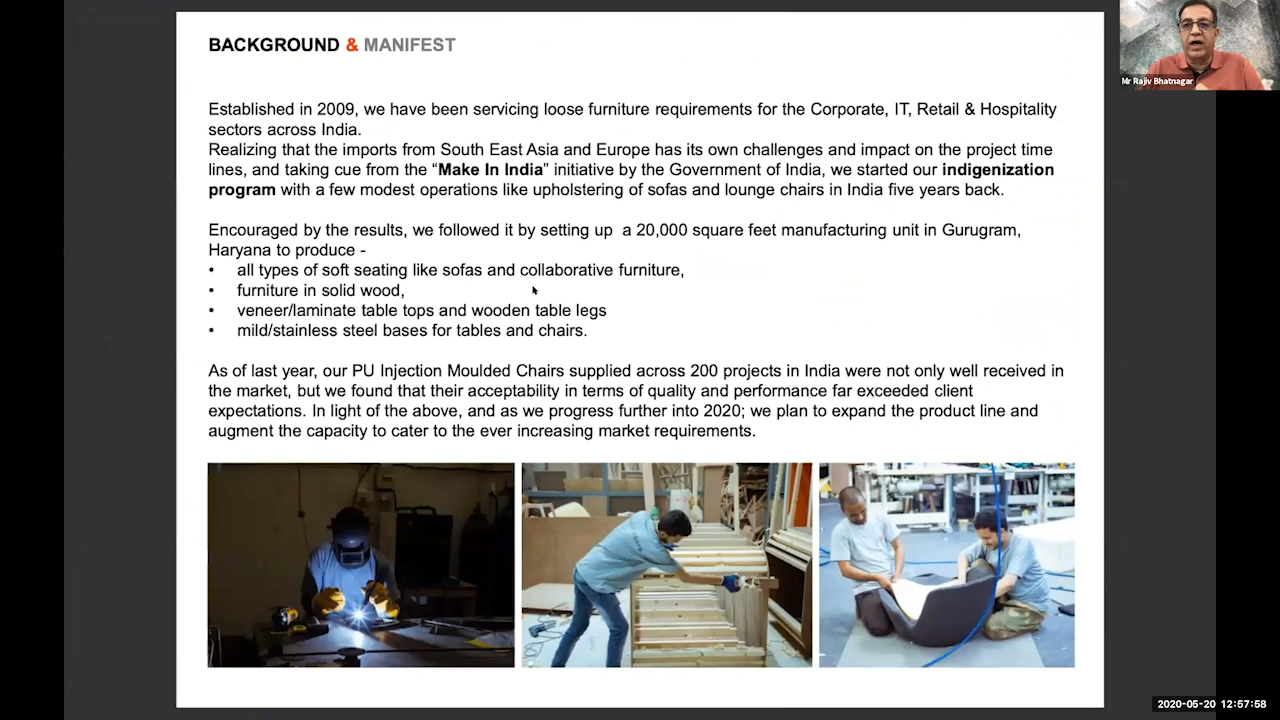 BACKGROUND & MANIFEST
Mr Rajiv Bhatnagar
Established in 2009, we have been servicing loose furniture requirements for the Corporate, IT, Retail & Hospitality
sectors across India.
Realizing that the imports from South East Asia and Europe has its own challenges and impact on the project time
lines, and taking cue from the “Make In India” initiative by the Government of India, we started our indigenization
program with a few modest operations like upholstering of sofas and lounge chairs in India five years back.
Encouraged by the results, we followed it by setting up a 20,000 square feet manufacturing unit in Gurugram,
Haryana to produce -
• all types of soft seating like sofas and collaborative furniture,
• furniture in solid wood,
• veneer/laminate table tops and wooden table legs
• mild/stainless steel bases for tables and chairs.
As of last year, our PU Injection Moulded Chairs supplied across 200 projects in India were not only well received in
the market, but we found that their acceptability in terms of quality and performance far exceeded client
expectations. In light of the above, and as we progress further into 2020; we plan to expand the product line and
augment the capacity to cater to the ever increasing market requirements.
2020-05-20 12:57:58